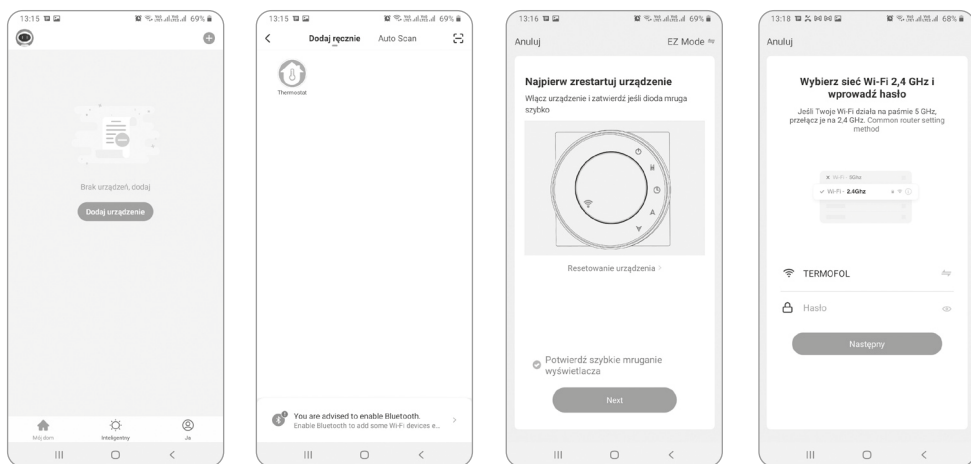 13:15
69%
Brak urządzeń, dodaj
Dodaj urządzenie
Mój dom
Inteligentny
Ja
13:15
69%
Dodaj ręcznie
Auto Scan
Thermostat
You are advised to enable Bluetooth.
Enable Bluetooth to add some Wi-Fi devices e...
13:16
69%
Anuluj
EZ Mode
Najpierw zrestartuj urządzenie
Włącz urządzenie i zatwierdź jeśli dioda mruga
szybko
Resetowanie urządzenia >
Potwierdź szybkie mruganie
wyświetlacza
Next
13:18
68%
Anuluj
Wybierz sieć Wi-Fi 2,4 GHz i
wprowadź hasło
Jeśli Twoje Wi-Fi działa na paśmie 5 GHz,
przełącz je na 2,4 GHz. Common router setting
method
Wi-Fi - 5Ghz
Wi-Fi - 2.4Ghz
TERMOFOL
Hasło
Następny